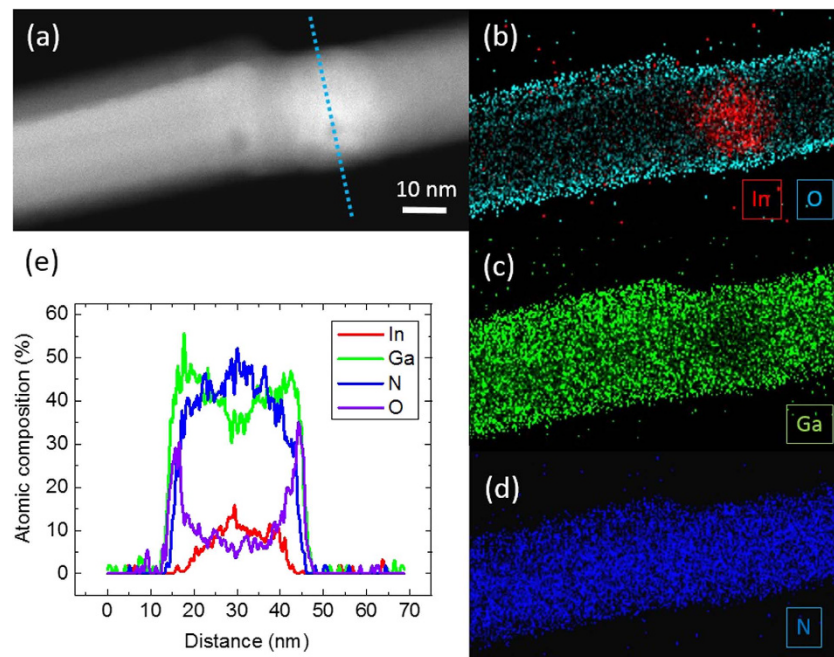 (a)
10 nm
(b)
In O
(c)
Ga
(d)
N
(e)
60
50
40
30
20
10
0
Atomic composition (%)
In
Ga
N
O
0 10 20 30 40 50 60 70
Distance (nm)